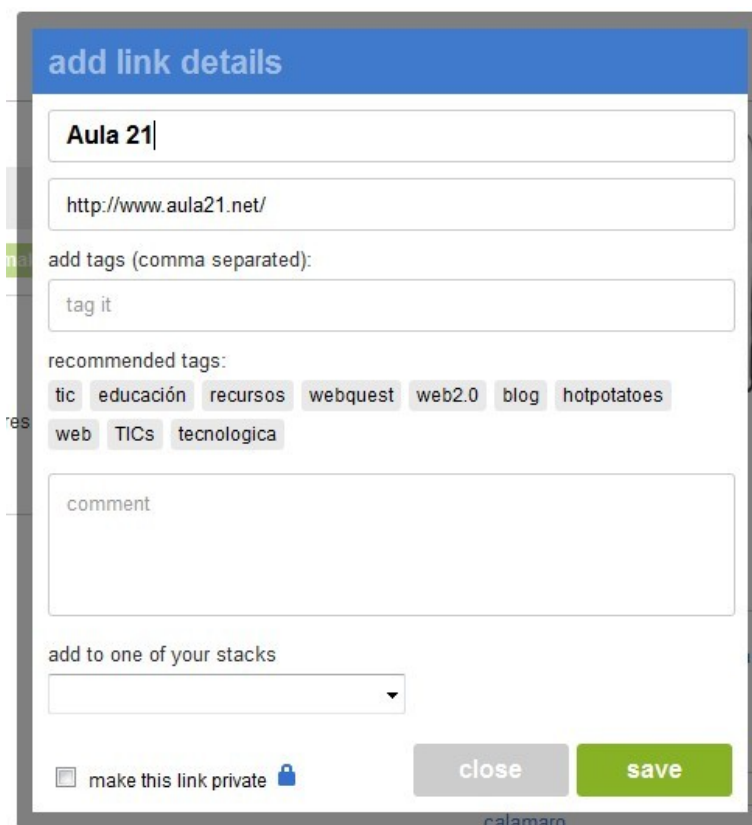 add link details
Aula 21
http://www.aula21.net/
add tags (comma separated):
tag it
recommended tags:
tic educación recursos webquest web2.0 blog hotpotatoes
web TICs tecnologica
comment
add to one of your stacks
make this link private
close save
calamaro